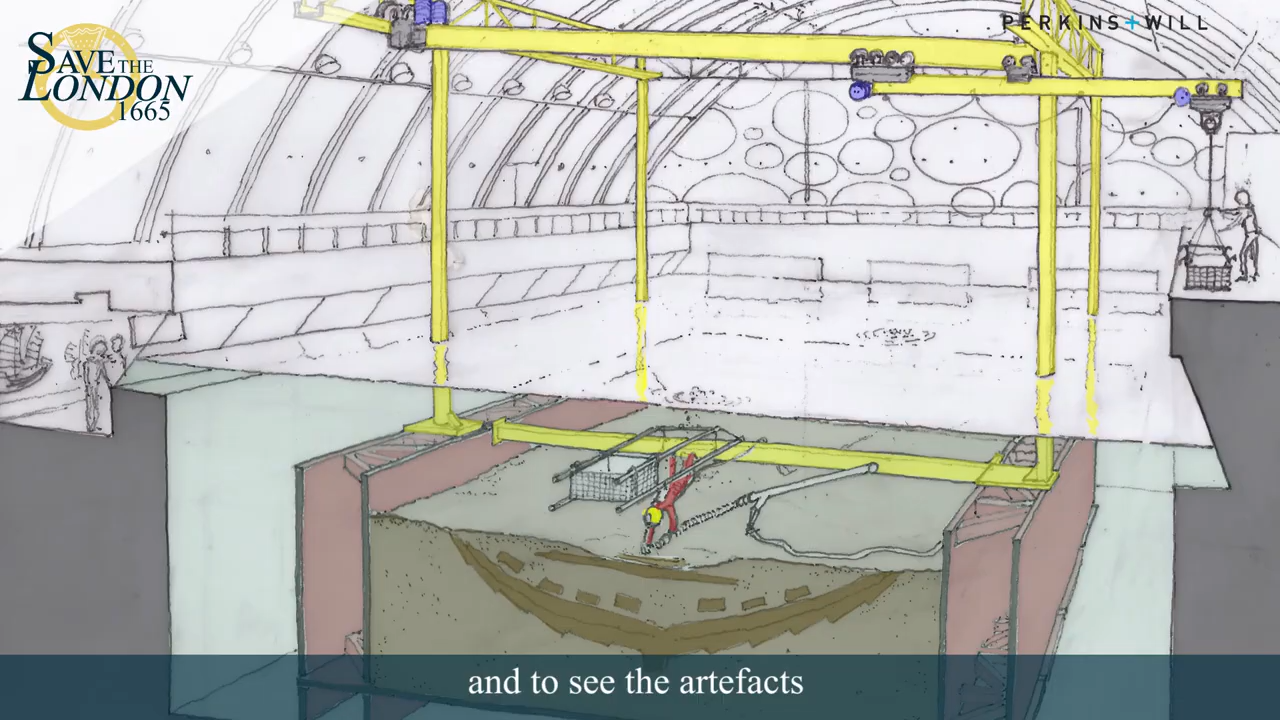 SAVE THE
LONDON
1665
PERKINS+WILL
and to see the artefacts